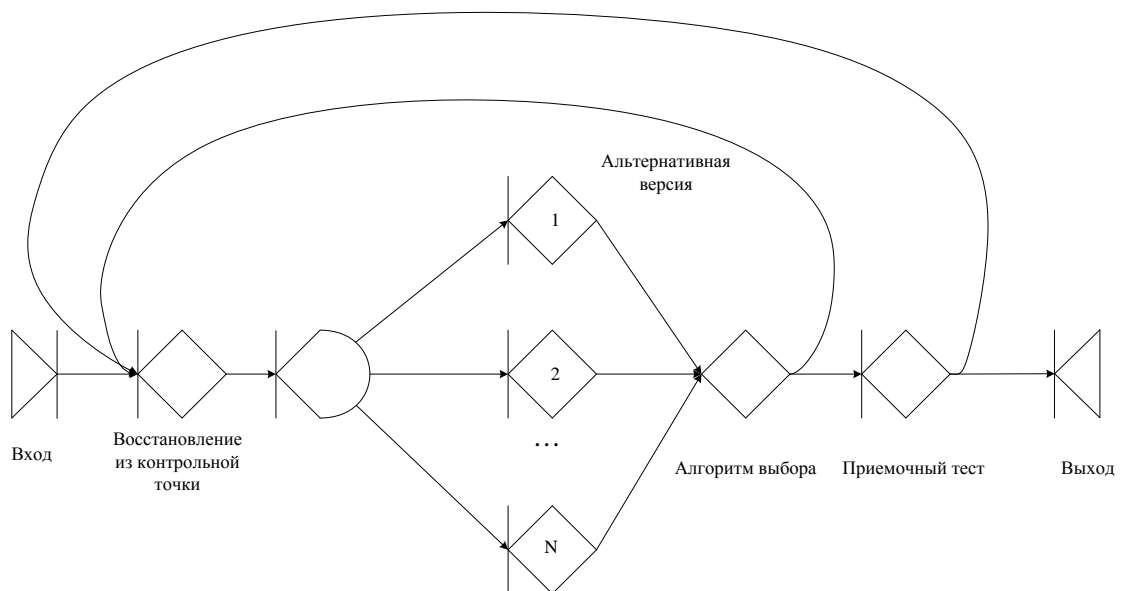 Альтернативная
версия
1
2
...
N
Вход
Восстановление
из контрольной
точки
Алгоритм выбора
Приемочный тест
Выход